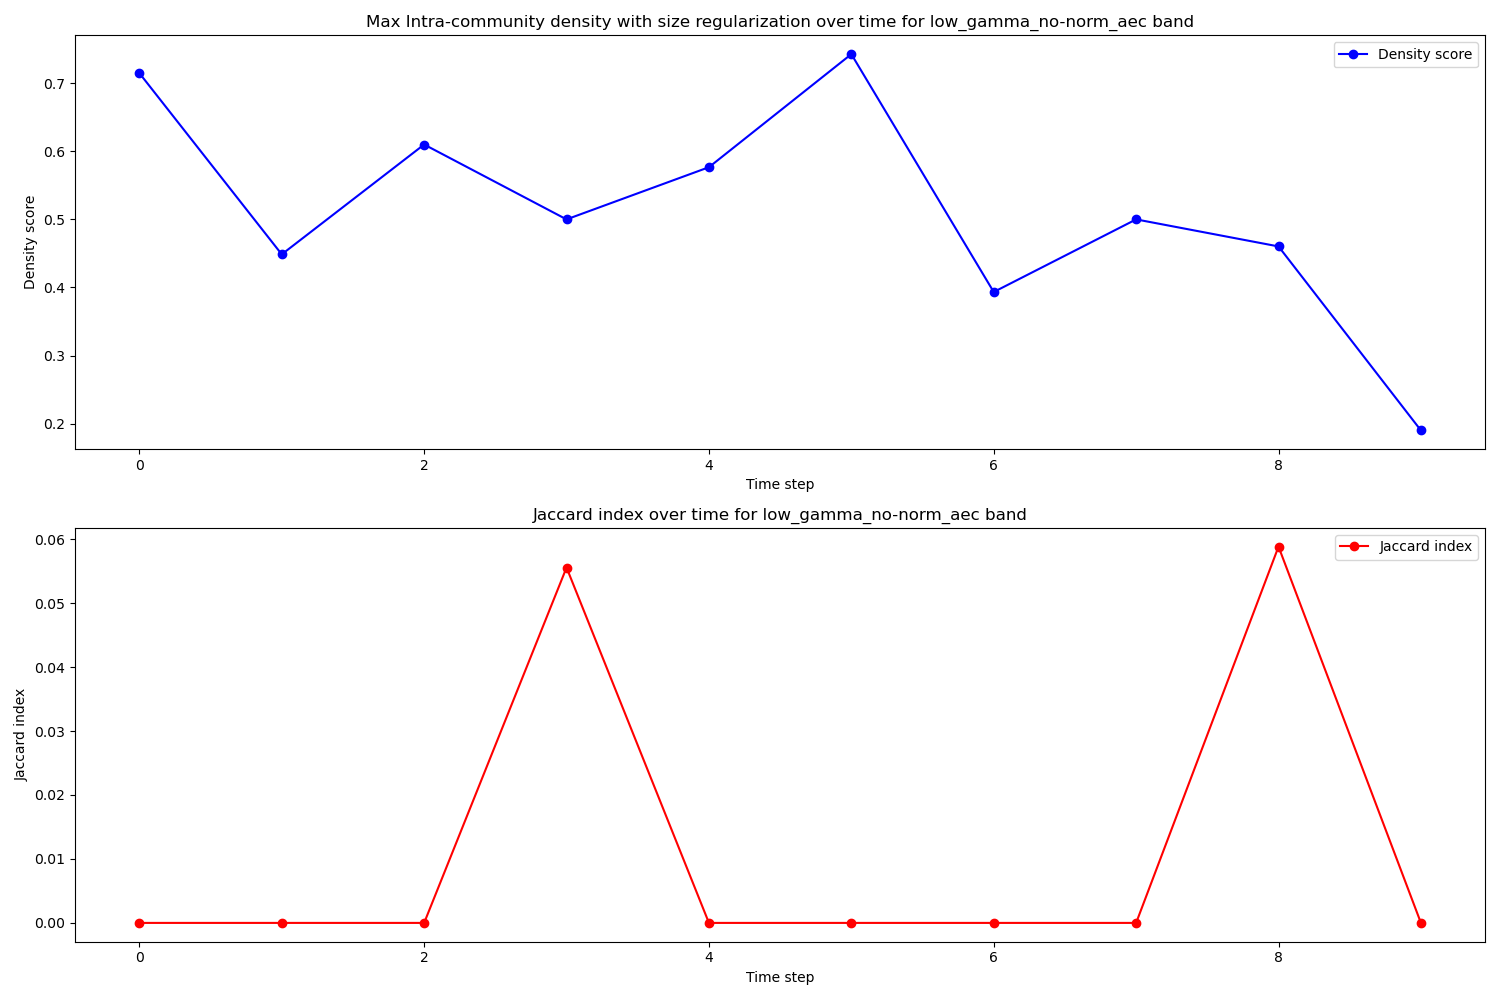 Max Intra-community density with size regularization over time for low_gamma_no-norm_aec band
Density score
0.7
0.6
0.5
0.4
0.3
0.2
Density score
0 2 4 6 8
Time step
Jaccard index over time for low_gamma_no-norm_aec band
Jaccard index
0.06
0.05
0.04
0.03
0.02
0.01
0.00
Jaccard index
0 2 4 6 8
Time step